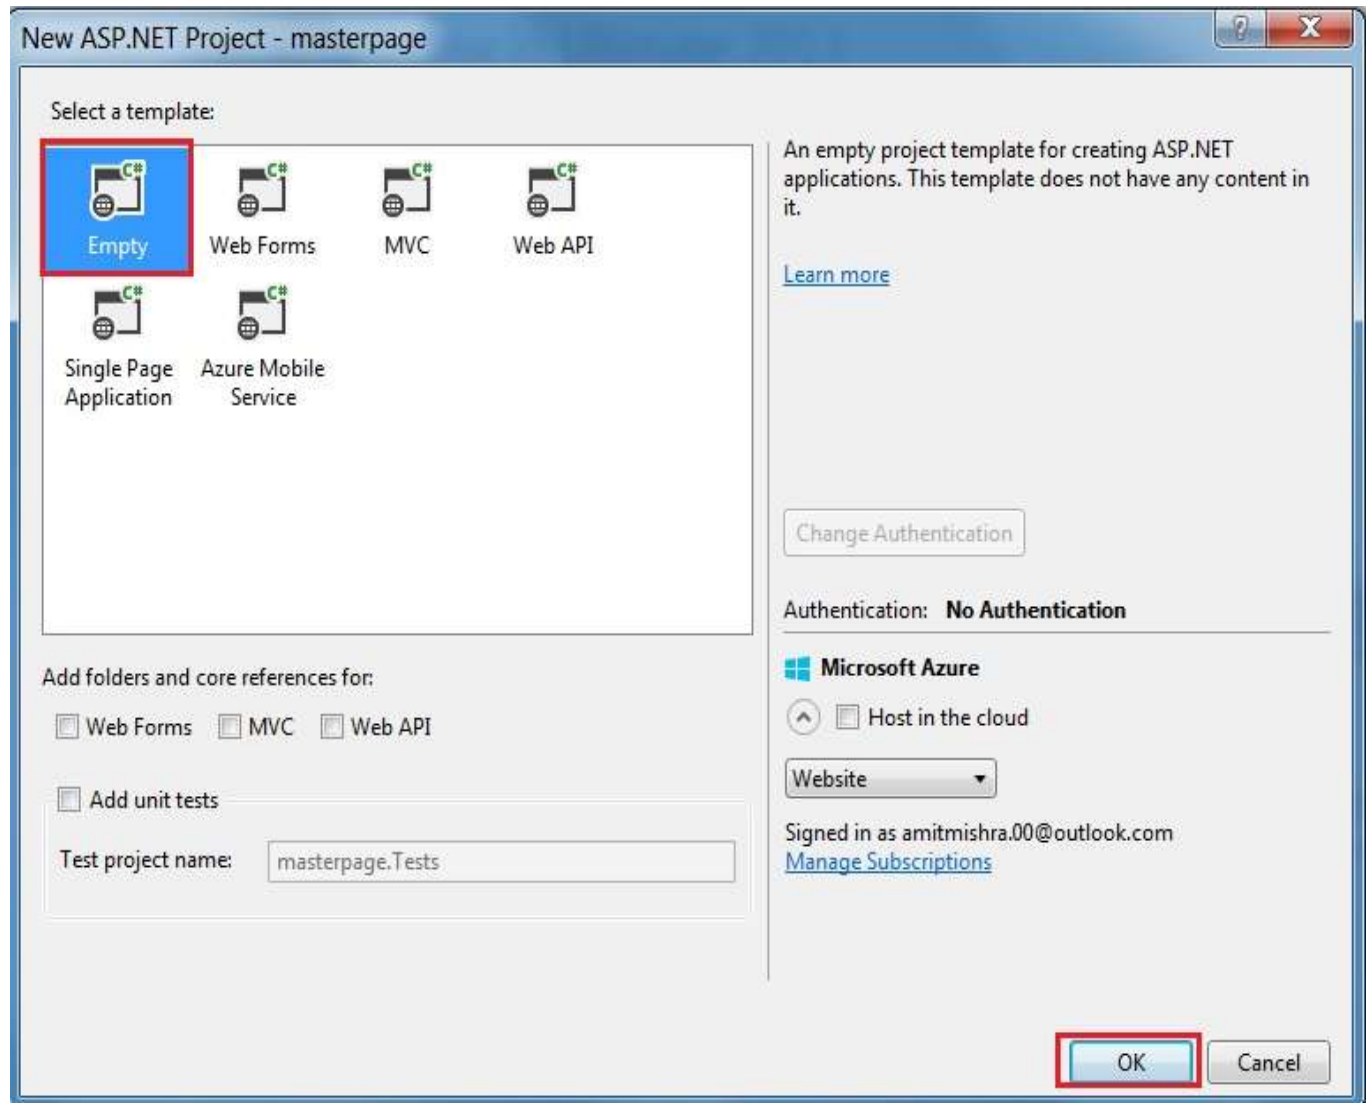 New ASP.NET Project - masterpage
?
X
Select a template:
C#
C#
C#
C#
Empty
Web Forms
MVC
Web API
C#
C#
Single Page
Application
Azure Mobile
Service
Add folders and core references for:
Web Forms
MVC
Web API
Add unit tests
Test project name:
masterpage.Tests
An empty project template for creating ASP.NET
applications. This template does not have any content in
it.
Learn more
Change Authentication
Authentication: No Authentication
Microsoft Azure
Host in the cloud
Website
Signed in as amitmishra.00@outlook.com
Manage Subscriptions
OK
Cancel